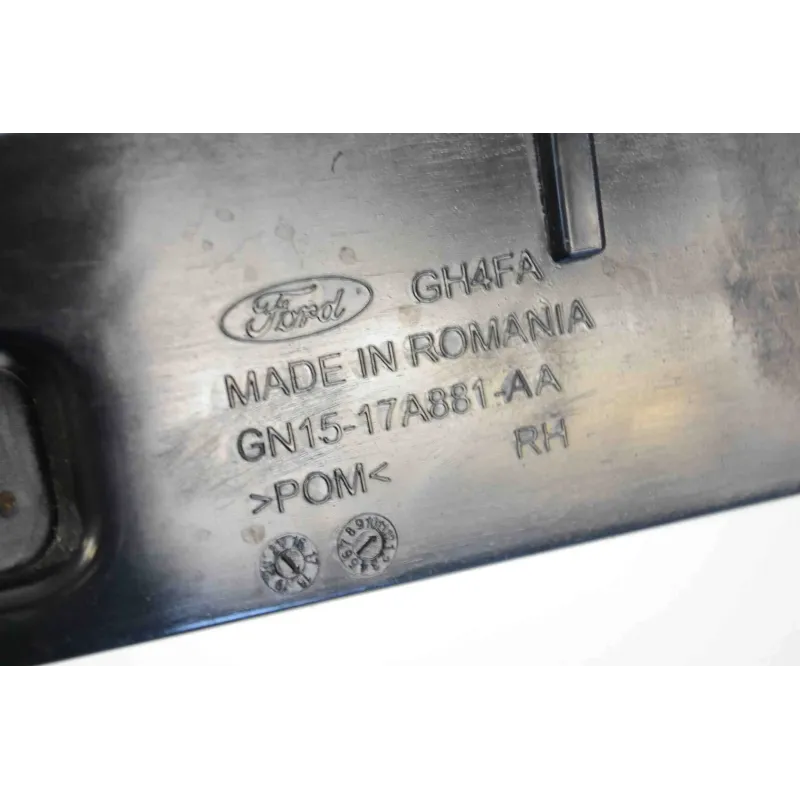 Ford GH4FA
MADE IN ROMANIA
GN15-17A881-AA
RH
>POM<